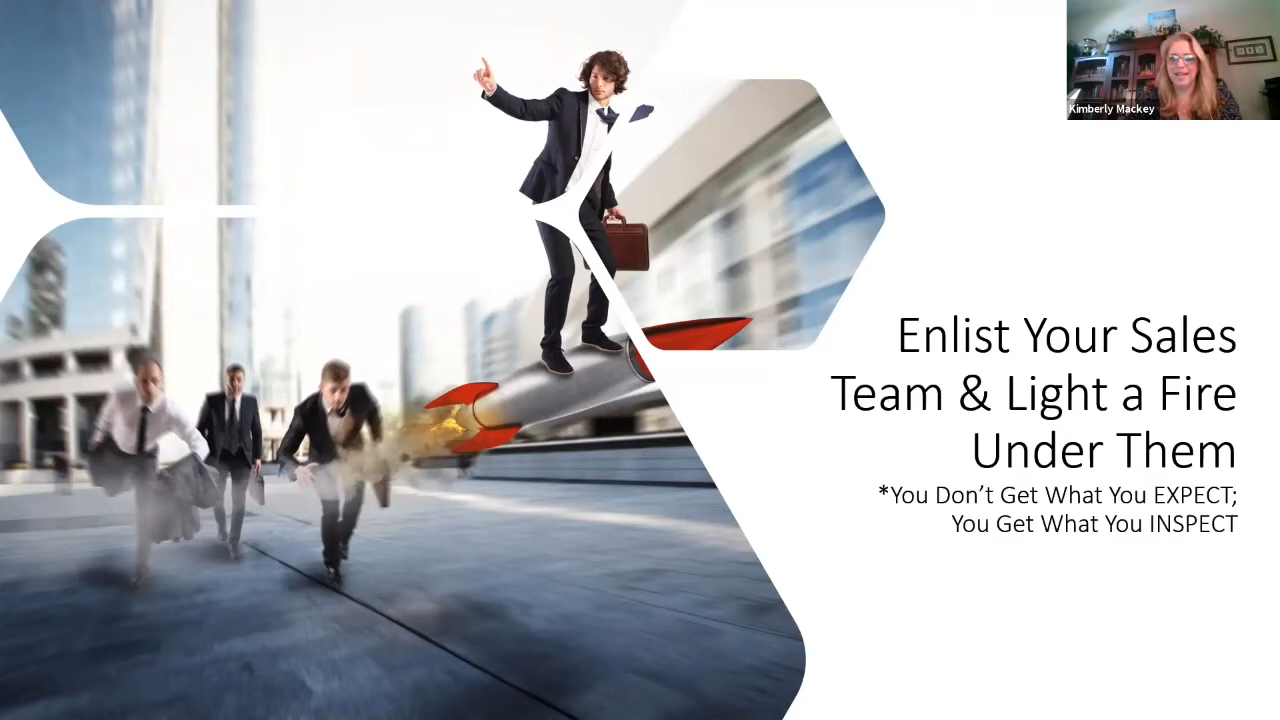 Kimberly Mackey
Enlist Your Sales
Team & Light a Fire
Under Them
*You Don’t Get What You EXPECT;
You Get What You INSPECT